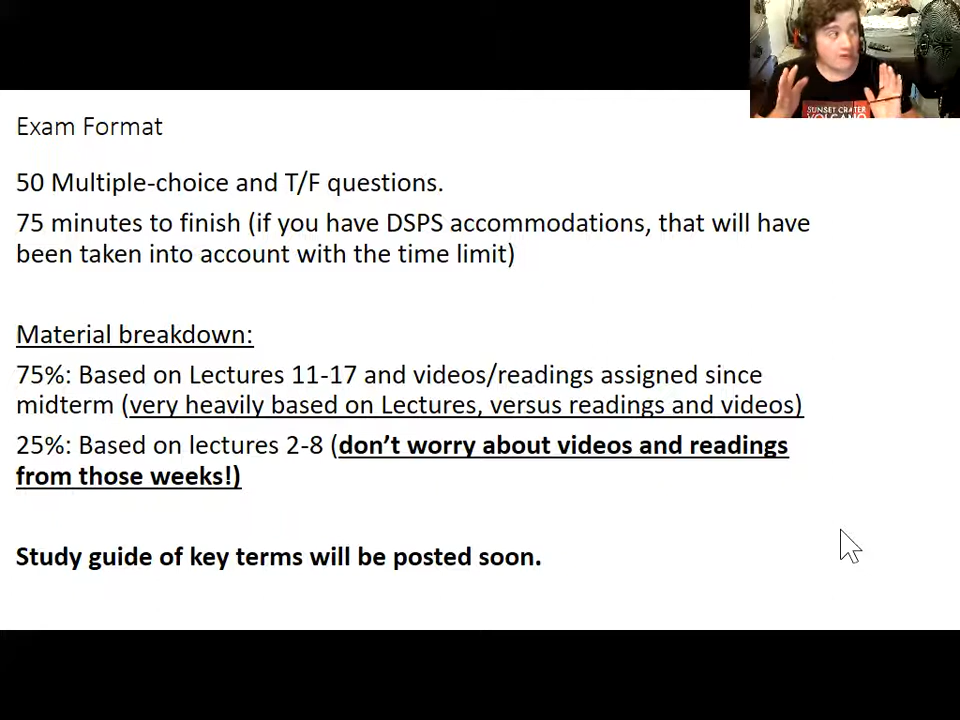 SUNSET CRATER
VOLCANO
Exam Format
50 Multiple-choice and T/F questions.
75 minutes to finish (if you have DSPS accommodations, that will have
been taken into account with the time limit)
Material breakdown:
75%: Based on Lectures 11-17 and videos/readings assigned since
midterm (very heavily based on Lectures, versus readings and videos)
25%: Based on lectures 2-8 (don’t worry about videos and readings
from those weeks!)
Study guide of key terms will be posted soon.